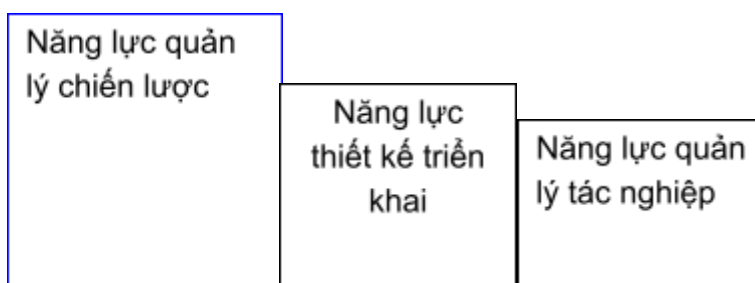 Năng lực quản
lý chiến lược
Năng lực
thiết kế triển
khai
Năng lực quản
lý tác nghiệp